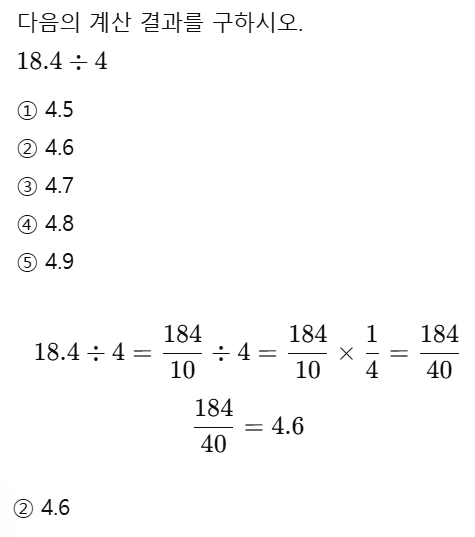 다음의 계산 결과를 구하시오.
18.4 ÷ 4
① 4.5
② 4.6
③ 4.7
④ 4.8
⑤ 4.9
18.4 ÷ 4 = 184/10 ÷ 4 = 184/10 × 1/4 = 184/40
184/40 = 4.6
② 4.6